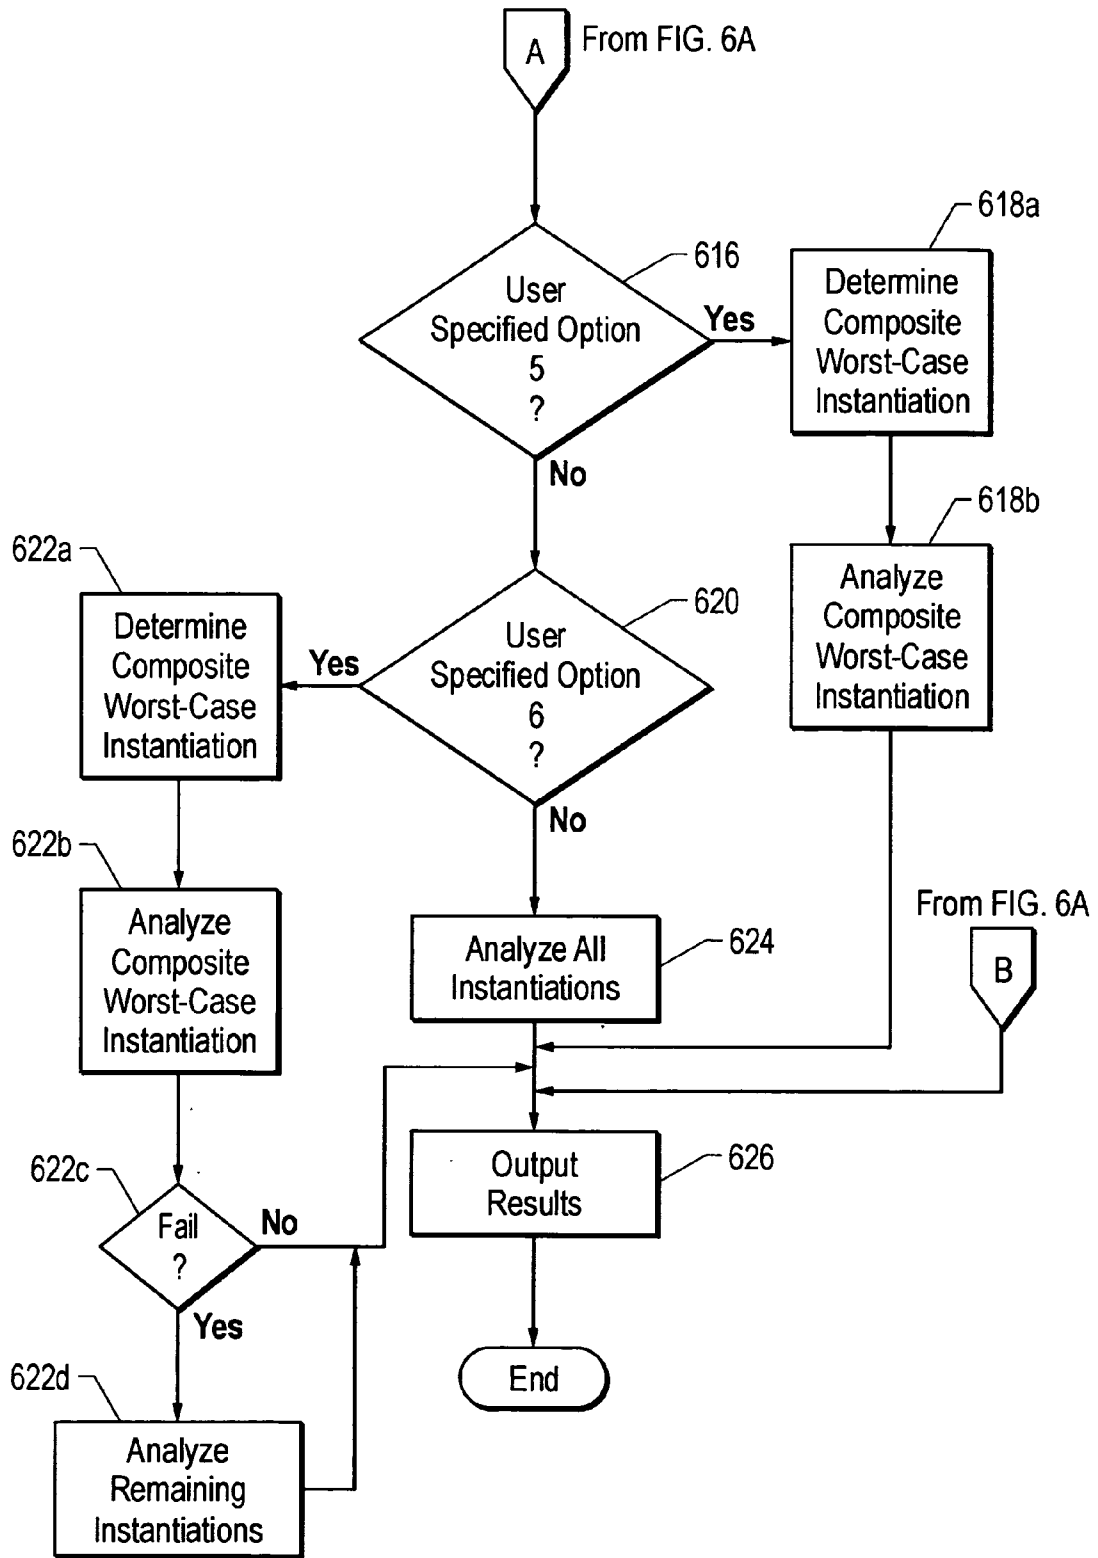 A
From FIG. 6A
616
User
Specified Option
5
?
Yes
No
618a
Determine
Composite
Worst-Case
Instantiation
618b
Analyze
Composite
Worst-Case
Instantiation
620
User
Specified Option
6
?
Yes
No
622a
Determine
Composite
Worst-Case
Instantiation
622b
Analyze
Composite
Worst-Case
Instantiation
622c
Fail
?
No
Yes
622d
Analyze
Remaining
Instantiations
Analyze All
Instantiations
624
From FIG. 6A
B
Output
Results
626
End